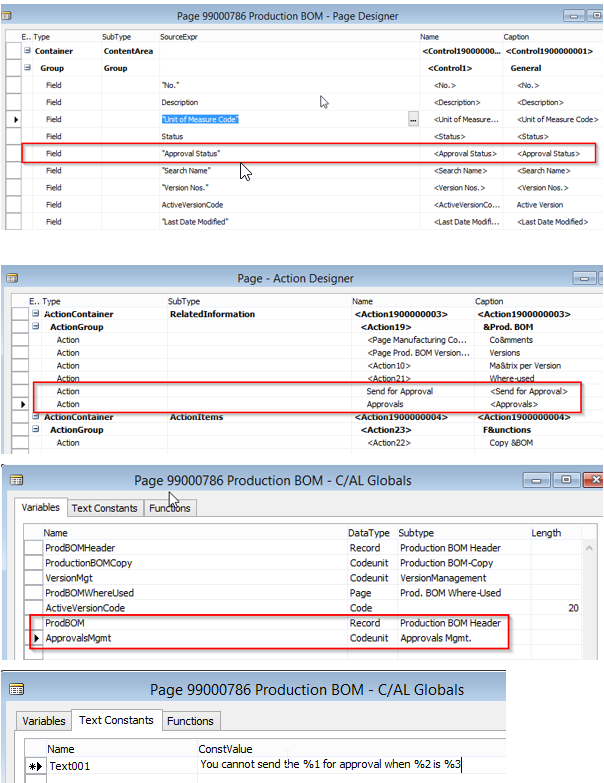 Page 99000786 Production BOM - Page Designer
E.. Type SubType SourceExpr Name Caption
Container ContentArea <Control19000000... <Control1900000001>
Group Group <Control1> General
Field "No." <No.> <No.>
Field Description <Description> <Description>
Field "Unit of Measure Code" ... <Unit of Measure... <Unit of Measure Code>
Field Status <Status> <Status>
Field "Approval Status" <Approval Status> <Approval Status>
Field "Search Name" <Search Name> <Search Name>
Field "Version Nos." <Version Nos.> <Version Nos.>
Field ActiveVersionCode <ActiveVersionCo... Active Version
Field "Last Date Modified" <Last Date Modifi... <Last Date Modified>
Page - Action Designer
E.. Type SubType Name Caption
ActionContainer RelatedInformation <Action1900000003> <Action1900000003>
ActionGroup <Action19> &Prod. BOM
Action <Page Manufacturing Co... Co&mments
Action <Page Prod. BOM Version... Versions
Action <Action10> Ma&trix per Version
Action <Action21> Where-used
Action Send for Approval <Send for Approval>
Action Approvals <Approvals>
ActionContainer ActionItems <Action1900000004> <Action1900000004>
ActionGroup <Action23> F&unctions
Action <Action22> Copy &BOM
Page 99000786 Production BOM - C/AL Globals
Variables Text Constants Functions
Name DataType Subtype Length
ProdBOMHeader Record Production BOM Header
ProductionBOMCopy Codeunit Production BOM-Copy
VersionMgt Codeunit VersionManagement
ProdBOMWhereUsed Page Prod. BOM Where-Used
ActiveVersionCode Code 20
ProdBOM Record Production BOM Header
ApprovalsMgmt Codeunit Approvals Mgmt.
Page 99000786 Production BOM - C/AL Globals
Variables Text Constants Functions
Name ConstValue
Text001 You cannot send the %1 for approval when %2 is %3